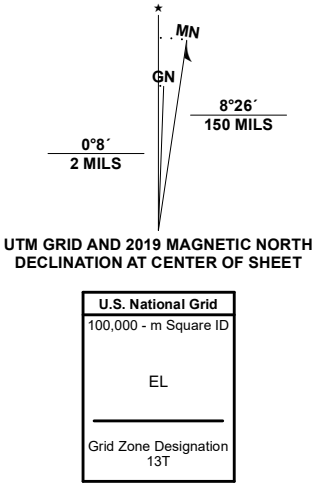 ★
MN
GN
8°26´
150 MILS
0°8´
2 MILS
UTM GRID AND 2019 MAGNETIC NORTH
DECLINATION AT CENTER OF SHEET
U.S. National Grid
100,000 - m Square ID
EL
Grid Zone Designation
13T